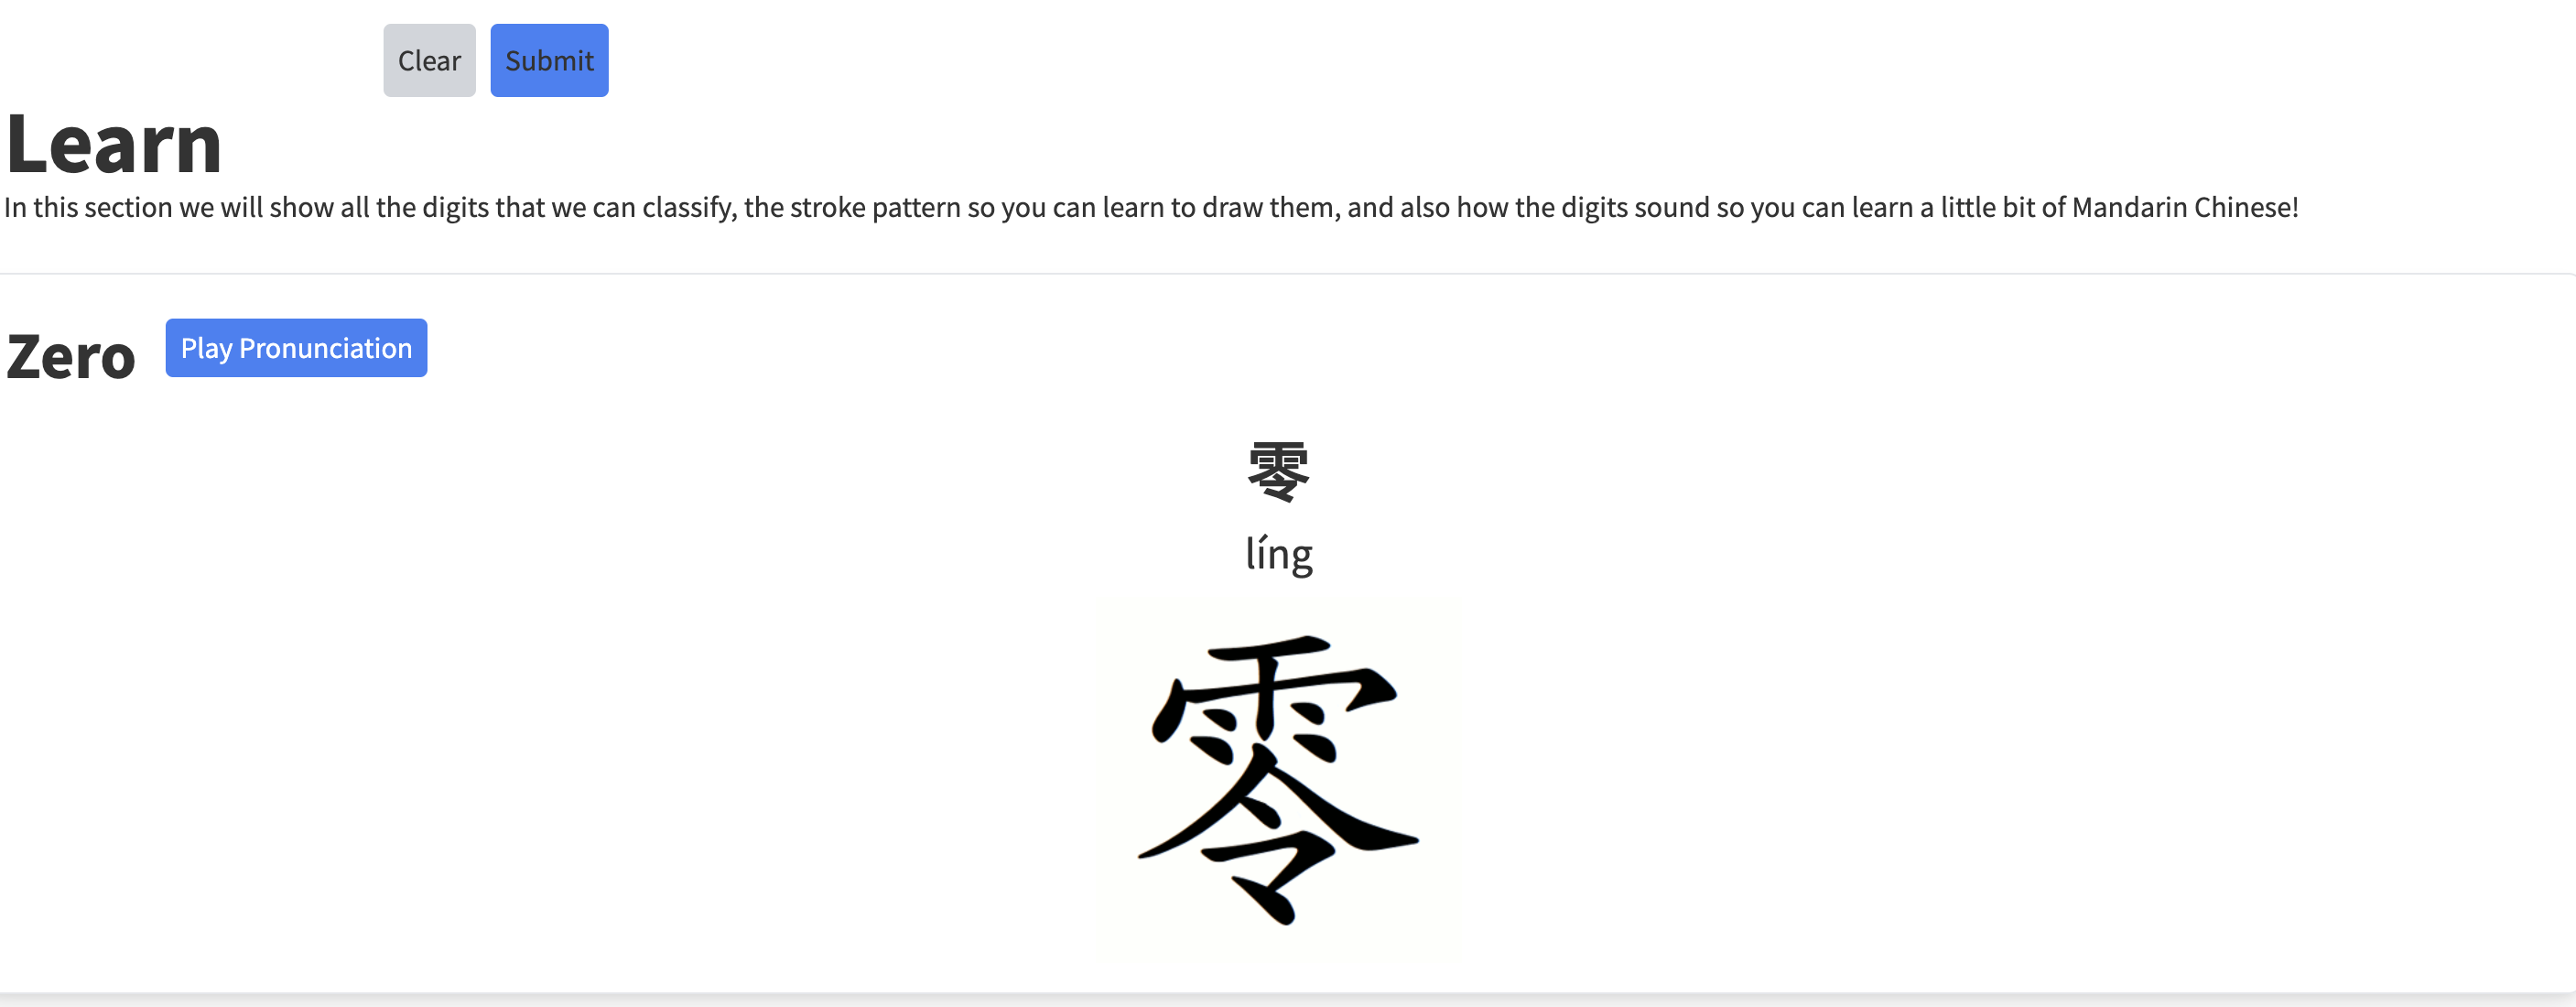 Clear Submit
Learn
In this section we will show all the digits that we can classify, the stroke pattern so you can learn to draw them, and also how the digits sound so you can learn a little bit of Mandarin Chinese!
Zero Play Pronunciation
零
líng
零